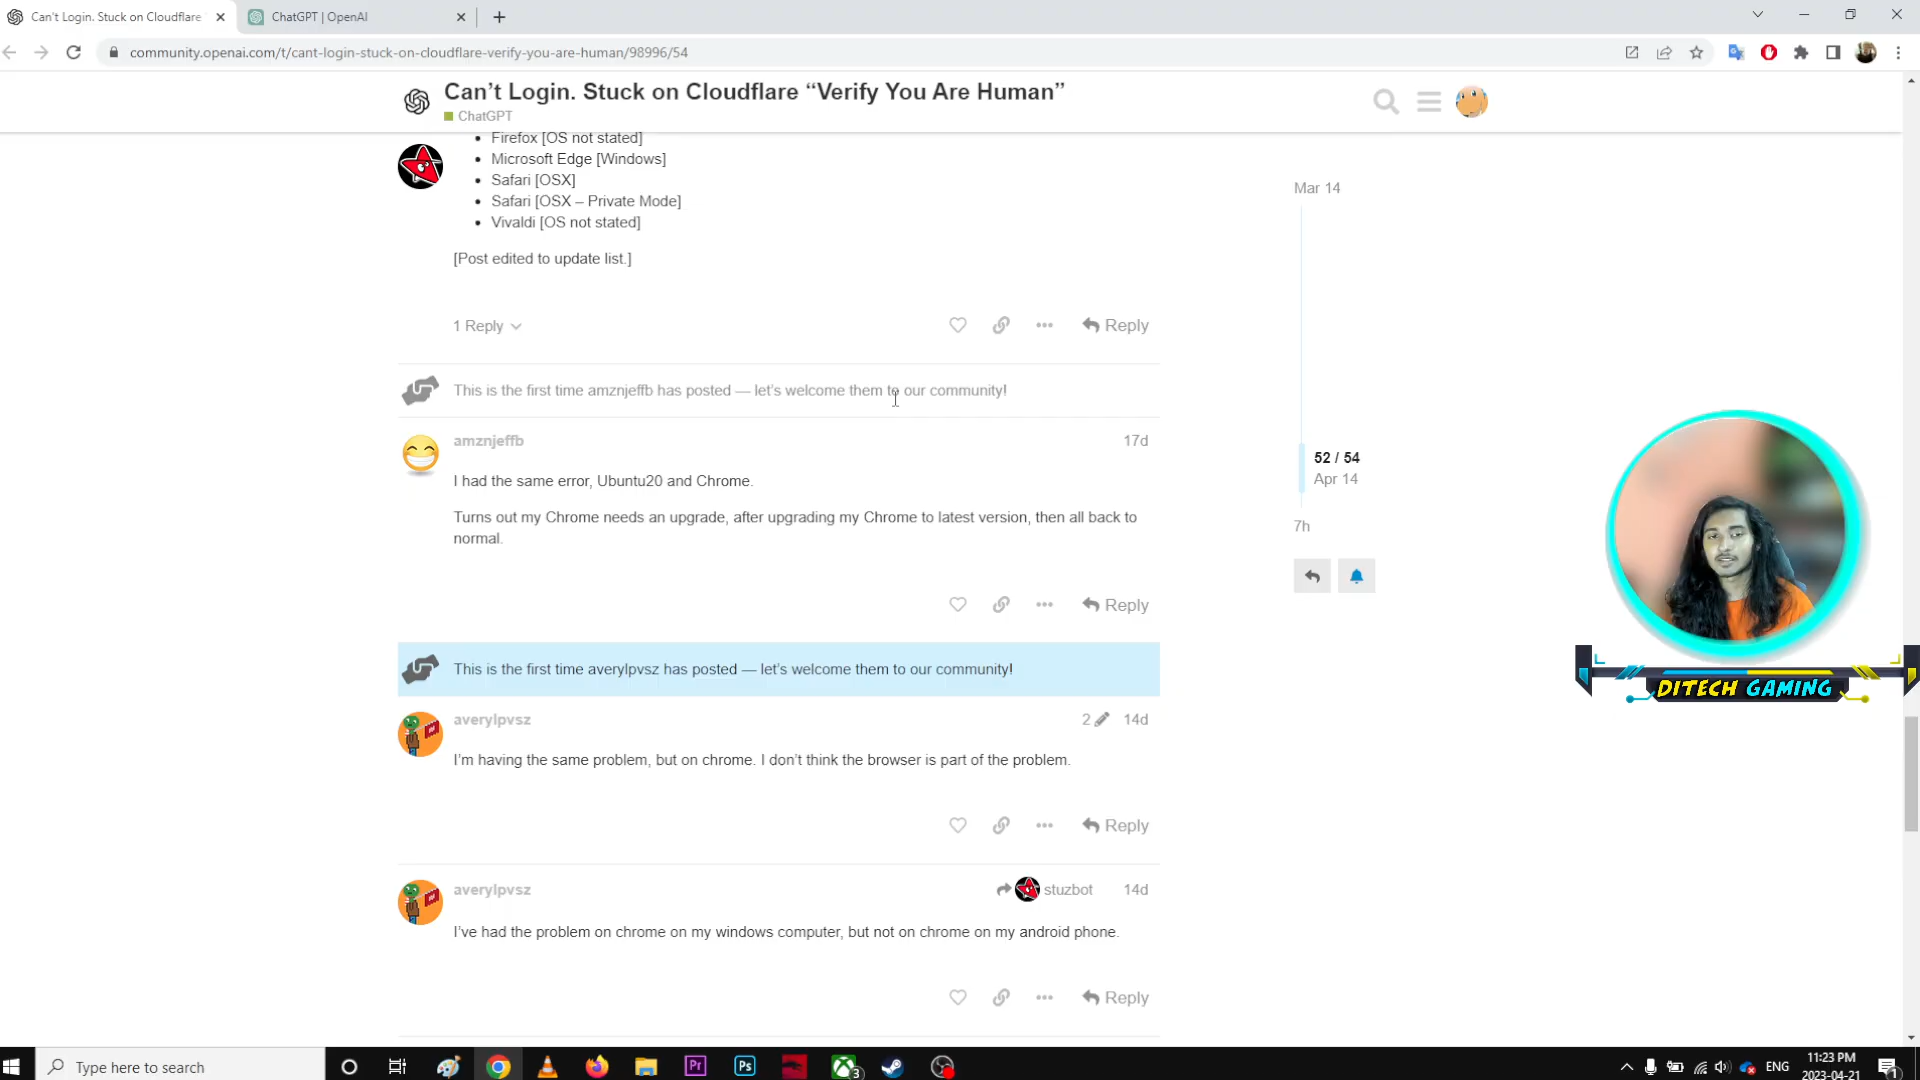 Can't Login. Stuck on Cloudflare
ChatGPT | OpenAI
community.openai.com/t/cant-login-stuck-on-cloudflare-verify-you-are-human/98996/54
Can't Login. Stuck on Cloudflare “Verify You Are Human”
ChatGPT
Firefox [OS not stated]
Microsoft Edge [Windows]
Safari [OSX]
Safari [OSX – Private Mode]
Vivaldi [OS not stated]
[Post edited to update list.]
1 Reply
Reply
This is the first time amznjeffb has posted — let's welcome them to our community!
amznjeffb
17d
I had the same error, Ubuntu20 and Chrome.
Turns out my Chrome needs an upgrade, after upgrading my Chrome to latest version, then all back to
normal.
Reply
This is the first time averylpvsz has posted — let's welcome them to our community!
averylpvsz
2
14d
I'm having the same problem, but on chrome. I don't think the browser is part of the problem.
Reply
averylpvsz
stuzbot
14d
I've had the problem on chrome on my windows computer, but not on chrome on my android phone.
Reply
Mar 14
52 / 54
Apr 14
7h
DITECH GAMING
Type here to search
Pr
Ps
3
ENG
11:23 PM
2023-04-21
1